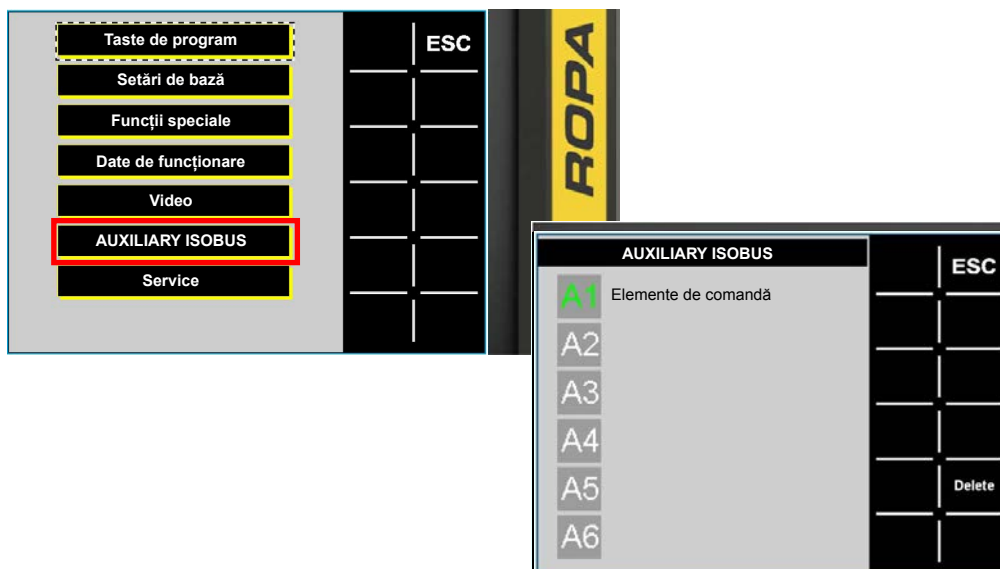 Taste de program
Setări de bază
Funcții speciale
Date de funcționare
Video
AUXILIARY ISOBUS
Service
ESC
ROPA
AUXILIARY ISOBUS
A1 Elemente de comandă
A2
A3
A4
A5
A6
ESC
Delete